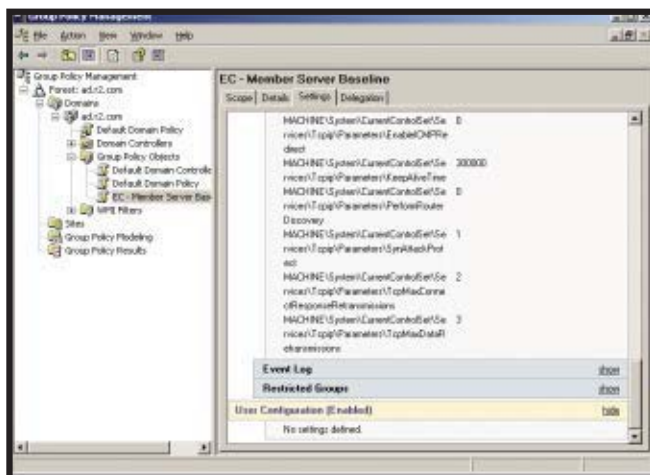 Group Policy Management
File Action View Window Help
Group Policy Management
Forest: ad.r2.com
Domains
ad.r2.com
Default Domain Policy
Domain Controllers
Group Policy Objects
Default Domain Controlle
Default Domain Policy
EC - Member Server Bas
WMI Filters
Sites
Group Policy Modeling
Group Policy Results
EC - Member Server Baseline
Scope Details Settings Delegation
MACHINE\System\CurrentControlSet\Se 0
rvices\Tcpip\Parameters\EnableICMPRe
direct
MACHINE\System\CurrentControlSet\Se 300000
rvices\Tcpip\Parameters\KeepAliveTime
MACHINE\System\CurrentControlSet\Se 0
rvices\Tcpip\Parameters\PerformRouter
Discovery
MACHINE\System\CurrentControlSet\Se 1
rvices\Tcpip\Parameters\SynAttackProt
ect
MACHINE\System\CurrentControlSet\Se 2
rvices\Tcpip\Parameters\TcpMaxConne
ctResponseRetransmissions
MACHINE\System\CurrentControlSet\Se 3
rvices\Tcpip\Parameters\TcpMaxDataR
etransmissions
Event Log show
Restricted Groups show
User Configuration (Enabled) hide
No settings defined.